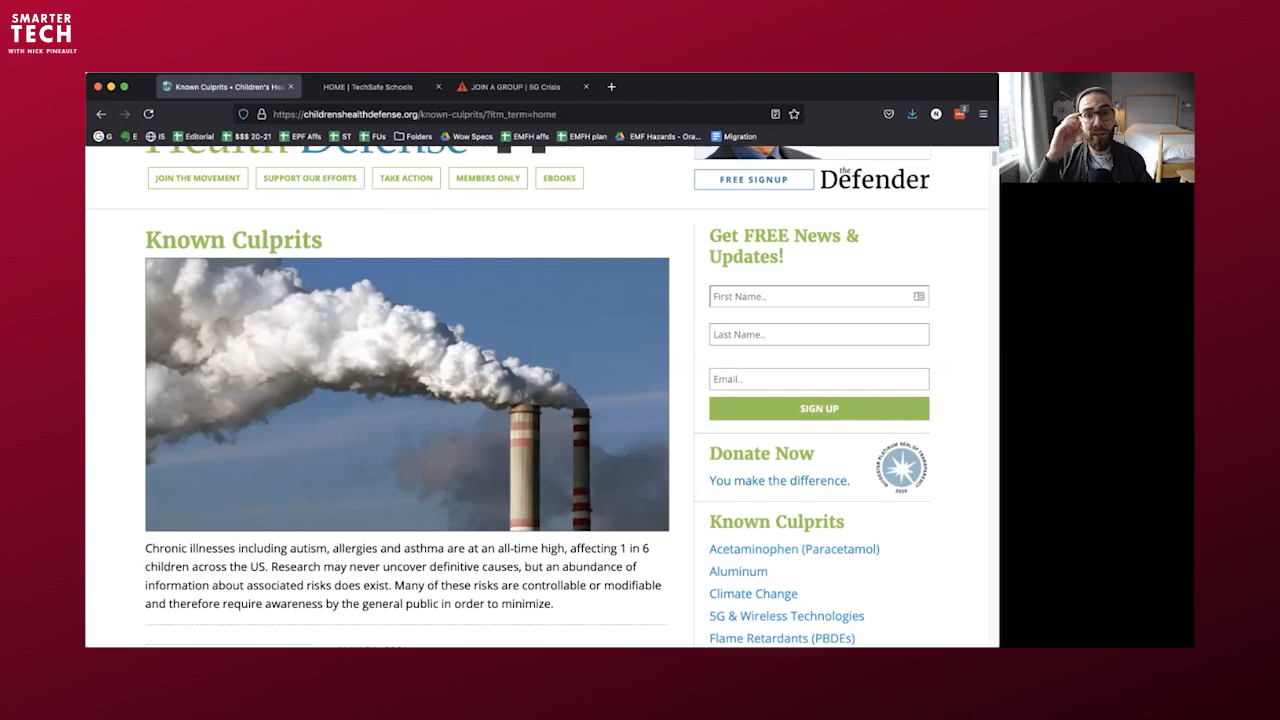 SMARTER
TECH
WITH NICK PINEAULT
Known Culprits • Children's Hea
HOME | TechSafe Schools
JOIN A GROUP | 5G Crisis
https://childrenshealthdefense.org/known-culprits/?itm_term=home
G
E
IS
Editorial
$$$ 20-21
EPF Affs
ST
FUs
Folders
Wow Specs
EMFH affs
EMFH plan
EMF Hazards - Ora...
Migration
Health Defense
JOIN THE MOVEMENT
SUPPORT OUR EFFORTS
TAKE ACTION
MEMBERS ONLY
EBOOKS
FREE SIGNUP
the Defender
Known Culprits
Chronic illnesses including autism, allergies and asthma are at an all-time high, affecting 1 in 6
children across the US. Research may never uncover definitive causes, but an abundance of
information about associated risks does exist. Many of these risks are controllable or modifiable
and therefore require awareness by the general public in order to minimize.
Get FREE News &
Updates!
First Name..
Last Name..
Email..
SIGN UP
Donate Now
You make the difference.
GUIDESTAR PLATINUM SEAL OF TRANSPARENCY
2019
Known Culprits
Acetaminophen (Paracetamol)
Aluminum
Climate Change
5G & Wireless Technologies
Flame Retardants (PBDEs)